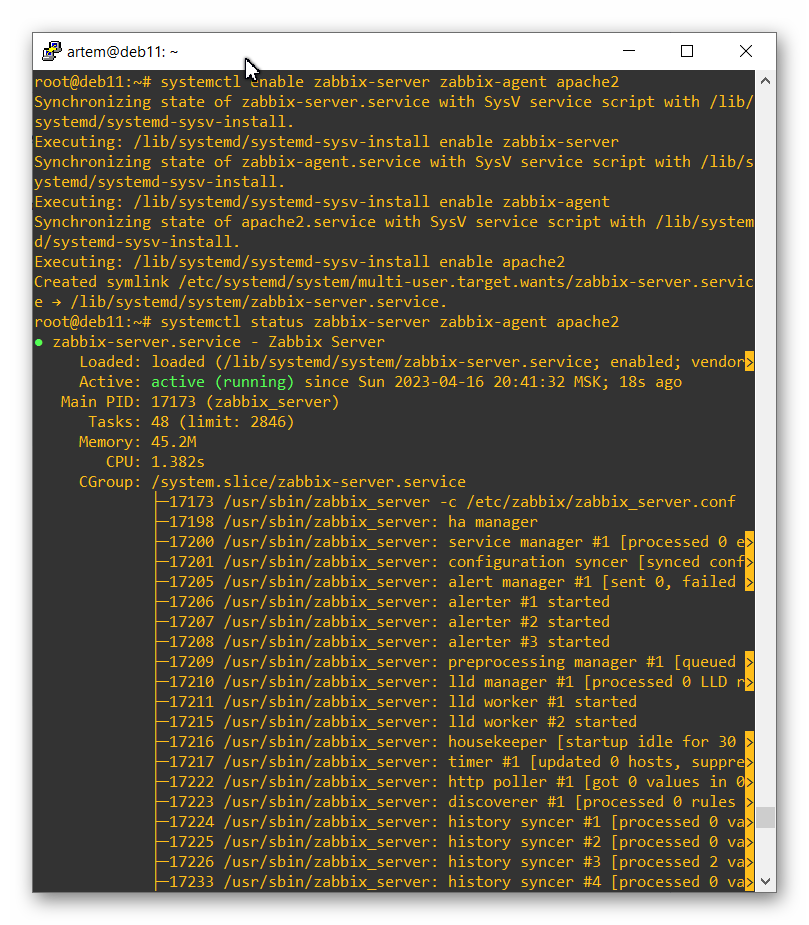 artem@deb11: ~
root@deb11:~# systemctl enable zabbix-server zabbix-agent apache2
Synchronizing state of zabbix-server.service with SysV service script with /lib/
systemd/systemd-sysv-install.
Executing: /lib/systemd/systemd-sysv-install enable zabbix-server
Synchronizing state of zabbix-agent.service with SysV service script with /lib/s
ystemd/systemd-sysv-install.
Executing: /lib/systemd/systemd-sysv-install enable zabbix-agent
Synchronizing state of apache2.service with SysV service script with /lib/system
d/systemd-sysv-install.
Executing: /lib/systemd/systemd-sysv-install enable apache2
Created symlink /etc/systemd/system/multi-user.target.wants/zabbix-server.servic
e → /lib/systemd/system/zabbix-server.service.
root@deb11:~# systemctl status zabbix-server zabbix-agent apache2
● zabbix-server.service - Zabbix Server
     Loaded: loaded (/lib/systemd/system/zabbix-server.service; enabled; vendor>
     Active: active (running) since Sun 2023-04-16 20:41:32 MSK; 18s ago
   Main PID: 17173 (zabbix_server)
      Tasks: 48 (limit: 2846)
     Memory: 45.2M
        CPU: 1.382s
     CGroup: /system.slice/zabbix-server.service
             ├─17173 /usr/sbin/zabbix_server -c /etc/zabbix/zabbix_server.conf
             ├─17198 /usr/sbin/zabbix_server: ha manager
             ├─17200 /usr/sbin/zabbix_server: service manager #1 [processed 0 e>
             ├─17201 /usr/sbin/zabbix_server: configuration syncer [synced conf>
             ├─17205 /usr/sbin/zabbix_server: alert manager #1 [sent 0, failed >
             ├─17206 /usr/sbin/zabbix_server: alerter #1 started
             ├─17207 /usr/sbin/zabbix_server: alerter #2 started
             ├─17208 /usr/sbin/zabbix_server: alerter #3 started
             ├─17209 /usr/sbin/zabbix_server: preprocessing manager #1 [queued >
             ├─17210 /usr/sbin/zabbix_server: lld manager #1 [processed 0 LLD r>
             ├─17211 /usr/sbin/zabbix_server: lld worker #1 started
             ├─17215 /usr/sbin/zabbix_server: lld worker #2 started
             ├─17216 /usr/sbin/zabbix_server: housekeeper [startup idle for 30 >
             ├─17217 /usr/sbin/zabbix_server: timer #1 [updated 0 hosts, suppre>
             ├─17222 /usr/sbin/zabbix_server: http poller #1 [got 0 values in 0>
             ├─17223 /usr/sbin/zabbix_server: discoverer #1 [processed 0 rules >
             ├─17224 /usr/sbin/zabbix_server: history syncer #1 [processed 0 va>
             ├─17225 /usr/sbin/zabbix_server: history syncer #2 [processed 0 va>
             ├─17226 /usr/sbin/zabbix_server: history syncer #3 [processed 2 va>
             ├─17233 /usr/sbin/zabbix_server: history syncer #4 [processed 0 va>